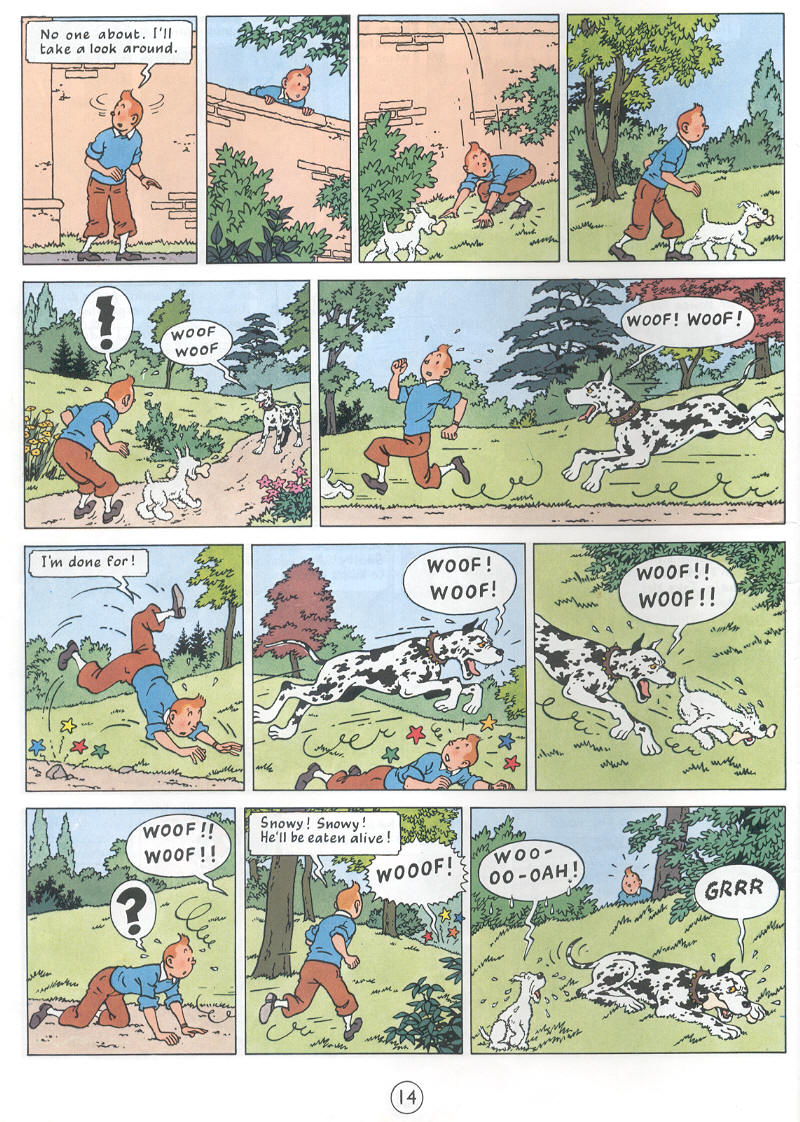 No one about. I'll
take a look around.
!
WOOF
WOOF
WOOF! WOOF!
I'm done for!
WOOF!
WOOF!
WOOF!!
WOOF!!
WOOF!!
WOOF!!
?
Snowy! Snowy!
He'll be eaten alive!
WOOOF!
WOO-
OO-OAH!
GRRR
14